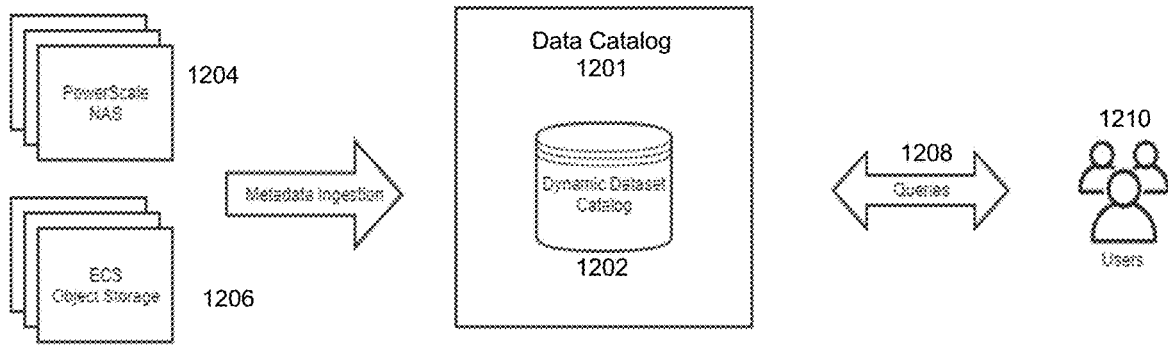 PowerScale
NAS
1204
ECS
Object Storage
1206
Metadata Ingestion
Data Catalog
1201
Dynamic Dataset
Catalog
1202
1208
Queries
1210
Users